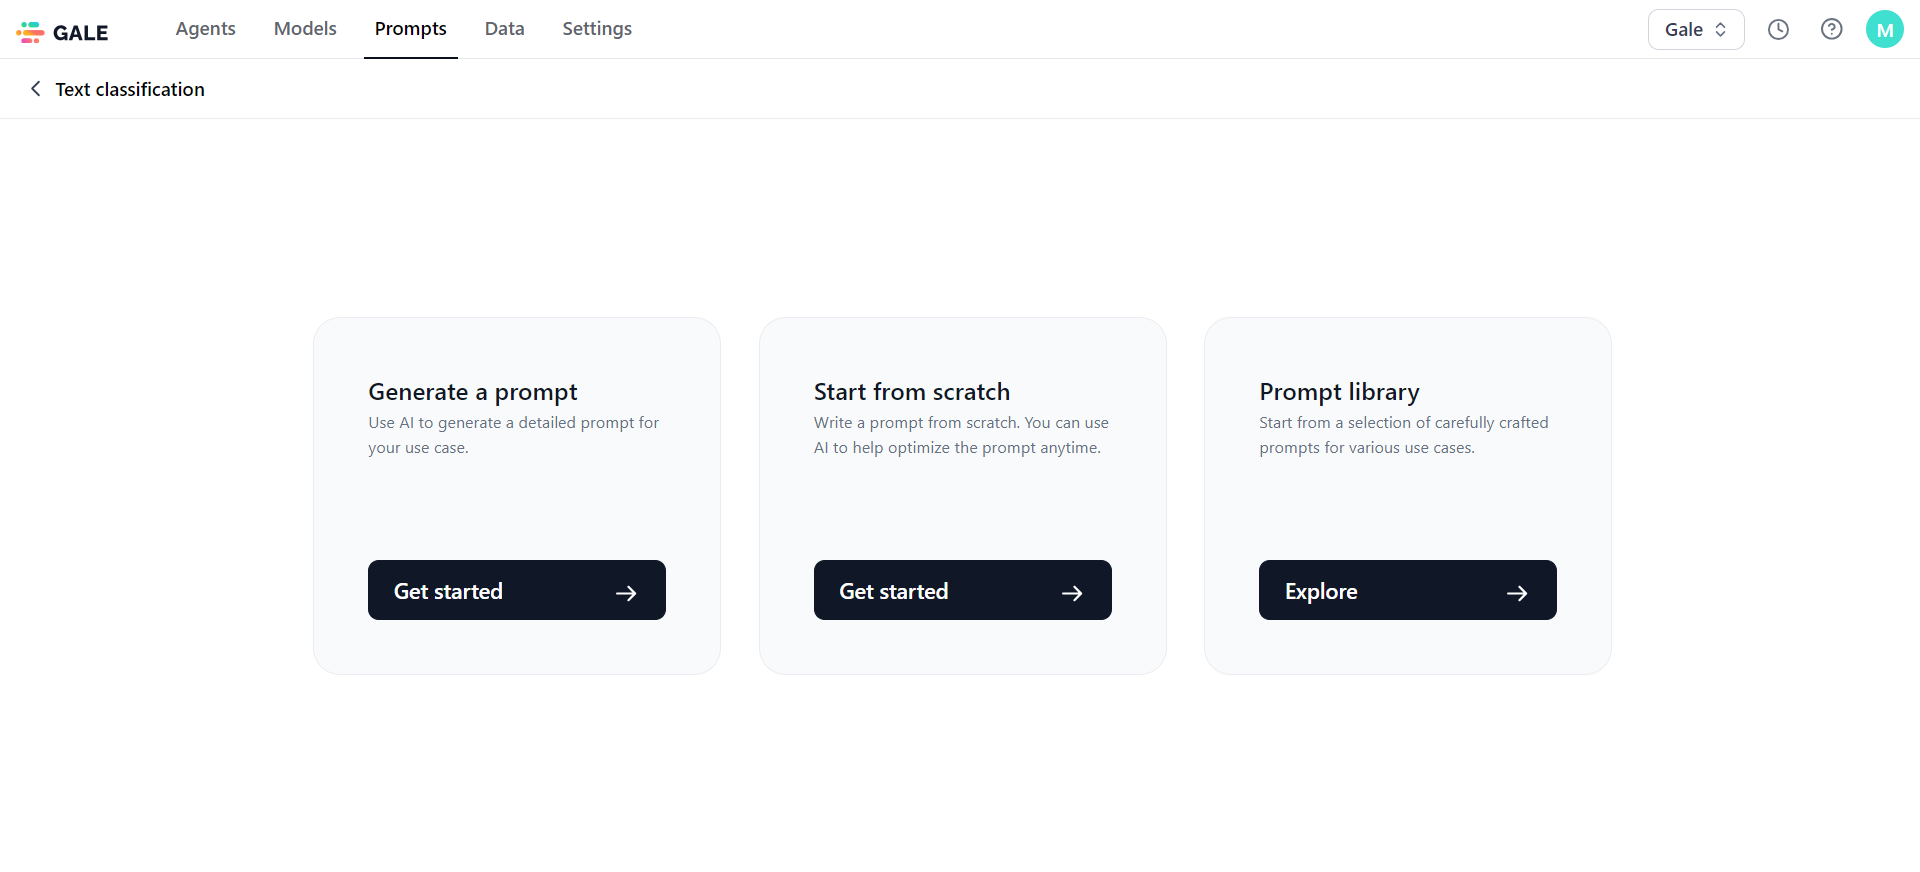 GALE
Agents
Models
Prompts
Data
Settings
Gale
M
Text classification
Generate a prompt
Use AI to generate a detailed prompt for
your use case.
Get started
Start from scratch
Write a prompt from scratch. You can use
AI to help optimize the prompt anytime.
Get started
Prompt library
Start from a selection of carefully crafted
prompts for various use cases.
Explore